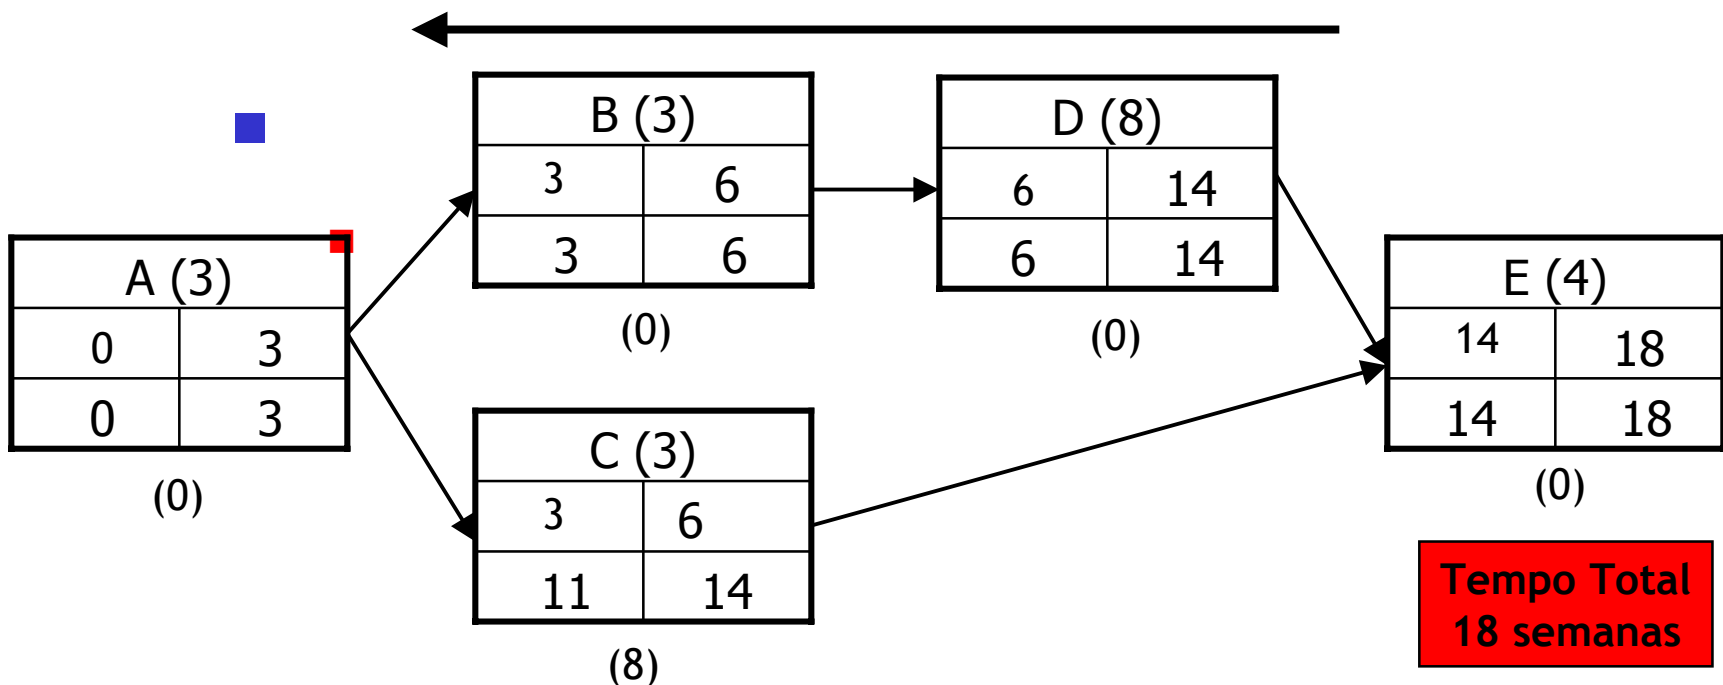 B (3)
3 6
3 6
(0)
D (8)
6 14
6 14
(0)
A (3)
0 3
0 3
(0)
C (3)
3 6
11 14
(8)
E (4)
14 18
14 18
(0)
Tempo Total
18 semanas